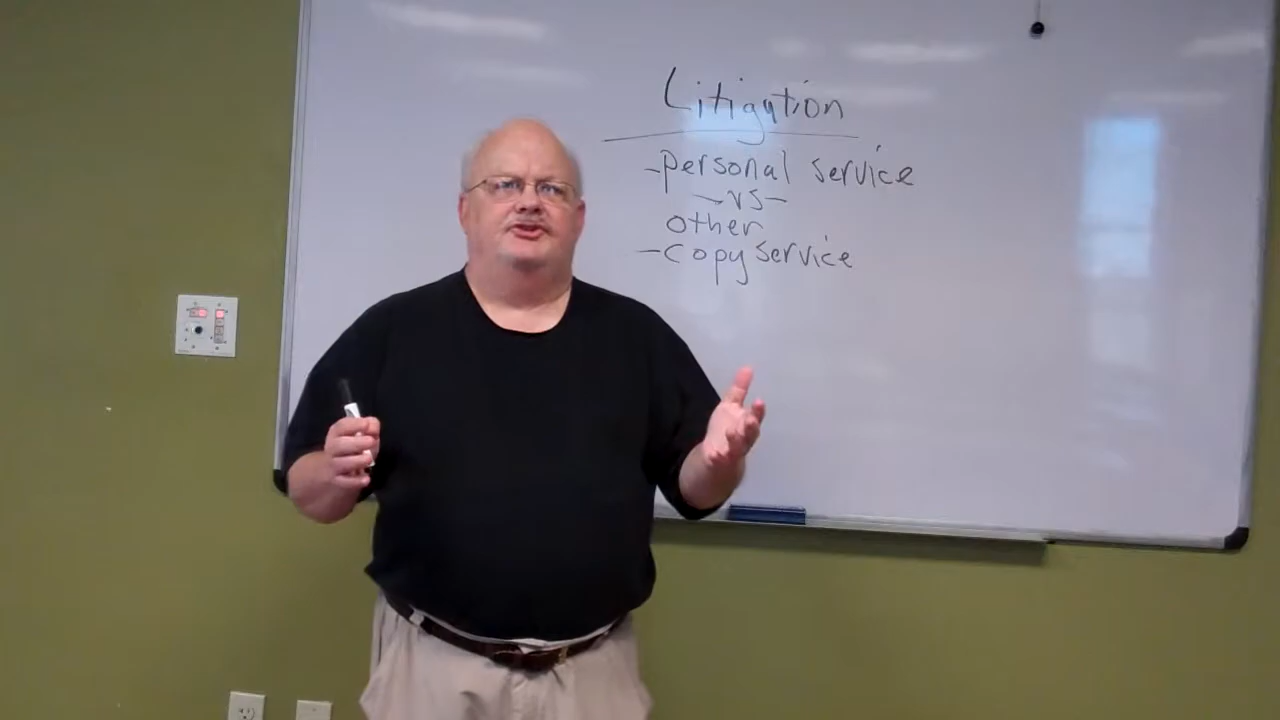 Litigation
-personal service
-vs-
other
-copy service